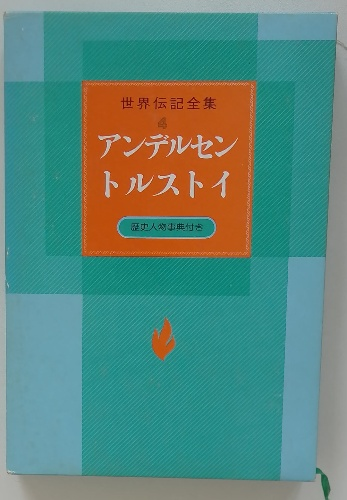 世界伝記全集
4
アンデルセン
トルストイ
歴史人物事典付き